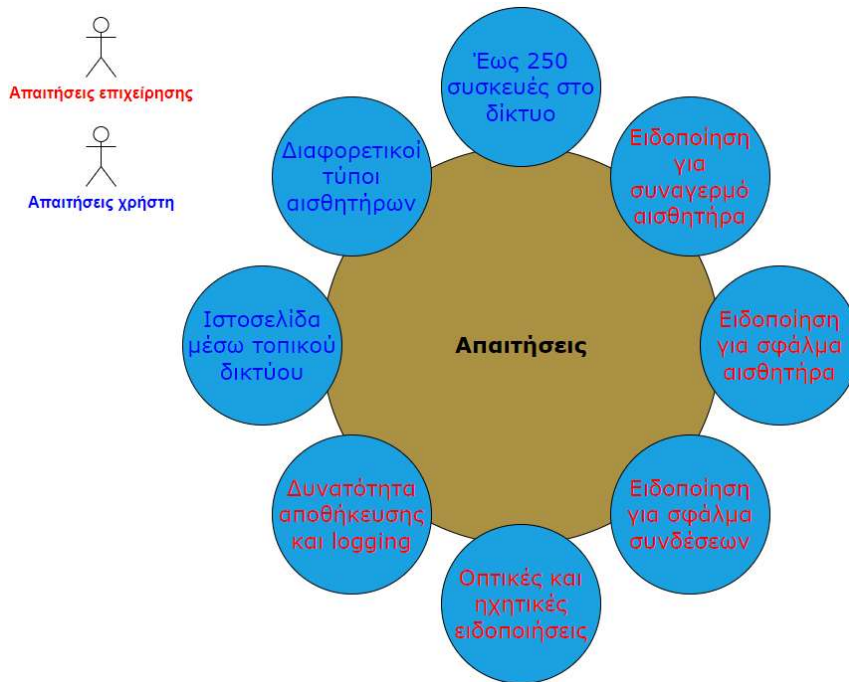 Απαιτήσεις επιχείρησης
Απαιτήσεις χρήστη
Έως 250
συσκευές στο
δίκτυο
Ειδοποίηση
για
συναγερμό
αισθητήρα
Ειδοποίηση
για σφάλμα
αισθητήρα
Ειδοποίηση
για σφάλμα
συνδέσεων
Οπτικές και
ηχητικές
ειδοποιήσεις
Δυνατότητα
αποθήκευσης
και logging
Ιστοσελίδα
μέσω τοπικού
δικτύου
Διαφορετικοί
τύποι
αισθητήρων
Απαιτήσεις